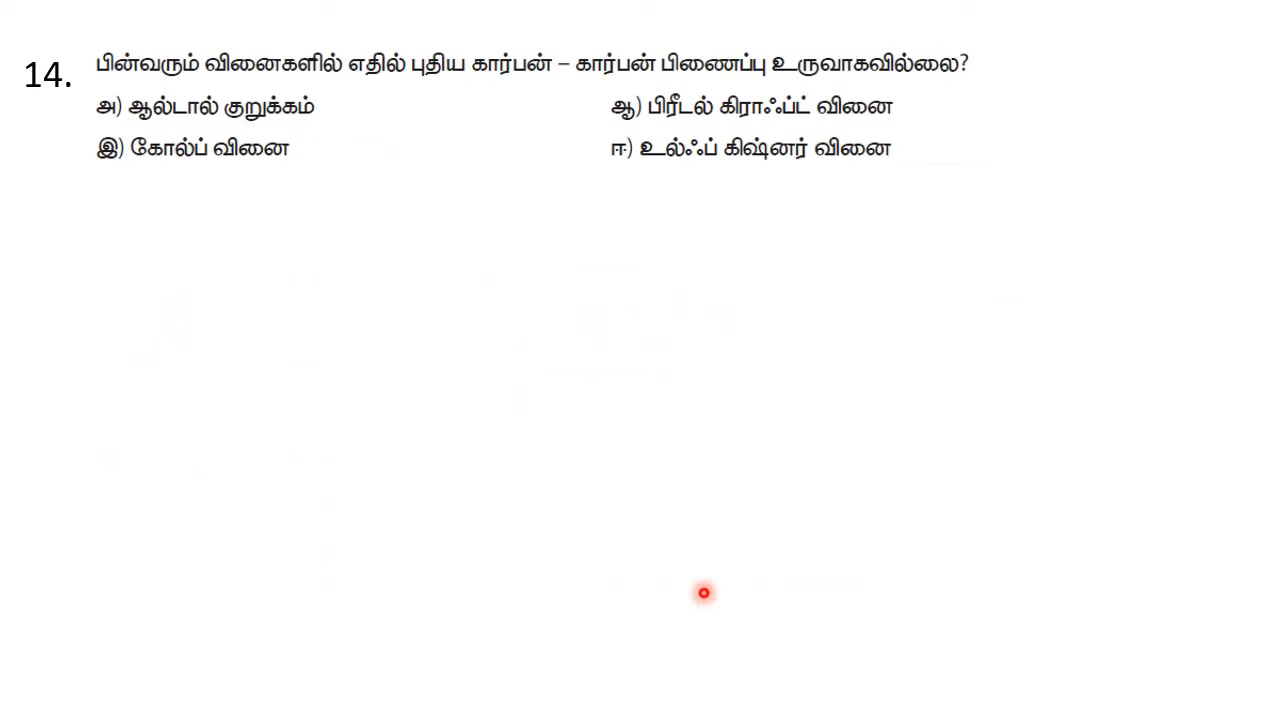 14. பின்வரும் வினைகளில் எதில் புதிய கார்பன் – கார்பன் பிணைப்பு உருவாகவில்லை?
அ) ஆல்டால் குறுக்கம் ஆ) பிரீடல் கிராஃப்ட் வினை
இ) கோல்ப் வினை ஈ) உல்ஃப் கிஷ்னர் வினை